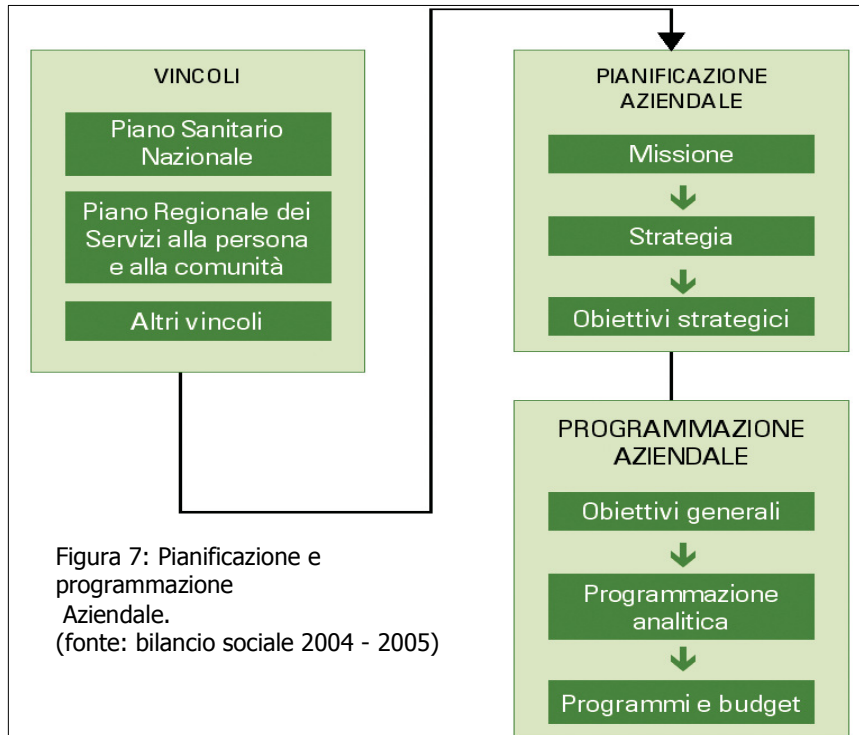 VINCOLI
Piano Sanitario
Nazionale
Piano Regionale dei
Servizi alla persona
e alla comunità
Altri vincoli
PIANIFICAZIONE
AZIENDALE
Missione
Strategia
Obiettivi strategici
PROGRAMMAZIONE
AZIENDALE
Obiettivi generali
Programmazione
analitica
Programmi e budget
Figura 7: Pianificazione e
programmazione
Aziendale.
(fonte: bilancio sociale 2004 - 2005)